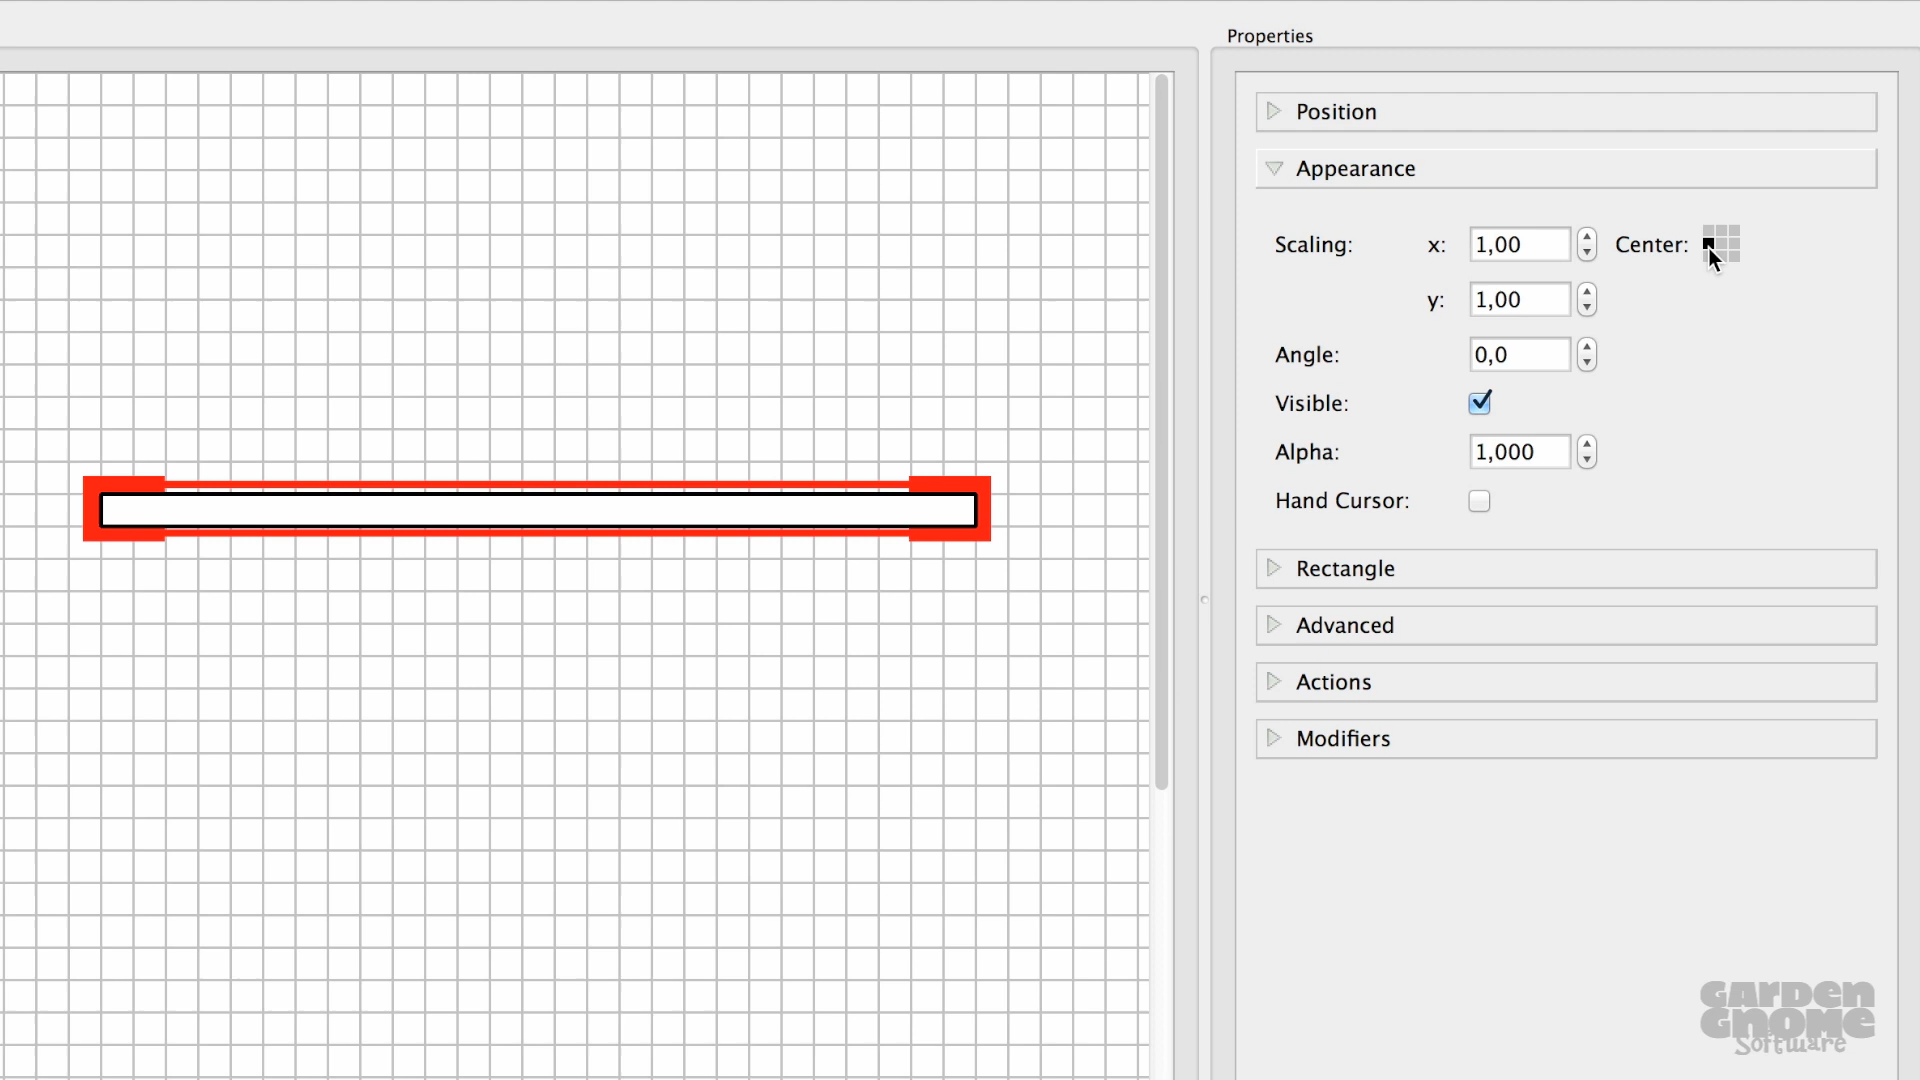 Properties
Position
Appearance
Scaling: x: 1,00 Center:
y: 1,00
Angle: 0,0
Visible:
Alpha: 1,000
Hand Cursor:
Rectangle
Advanced
Actions
Modifiers
GARDEN
GNOME
Software